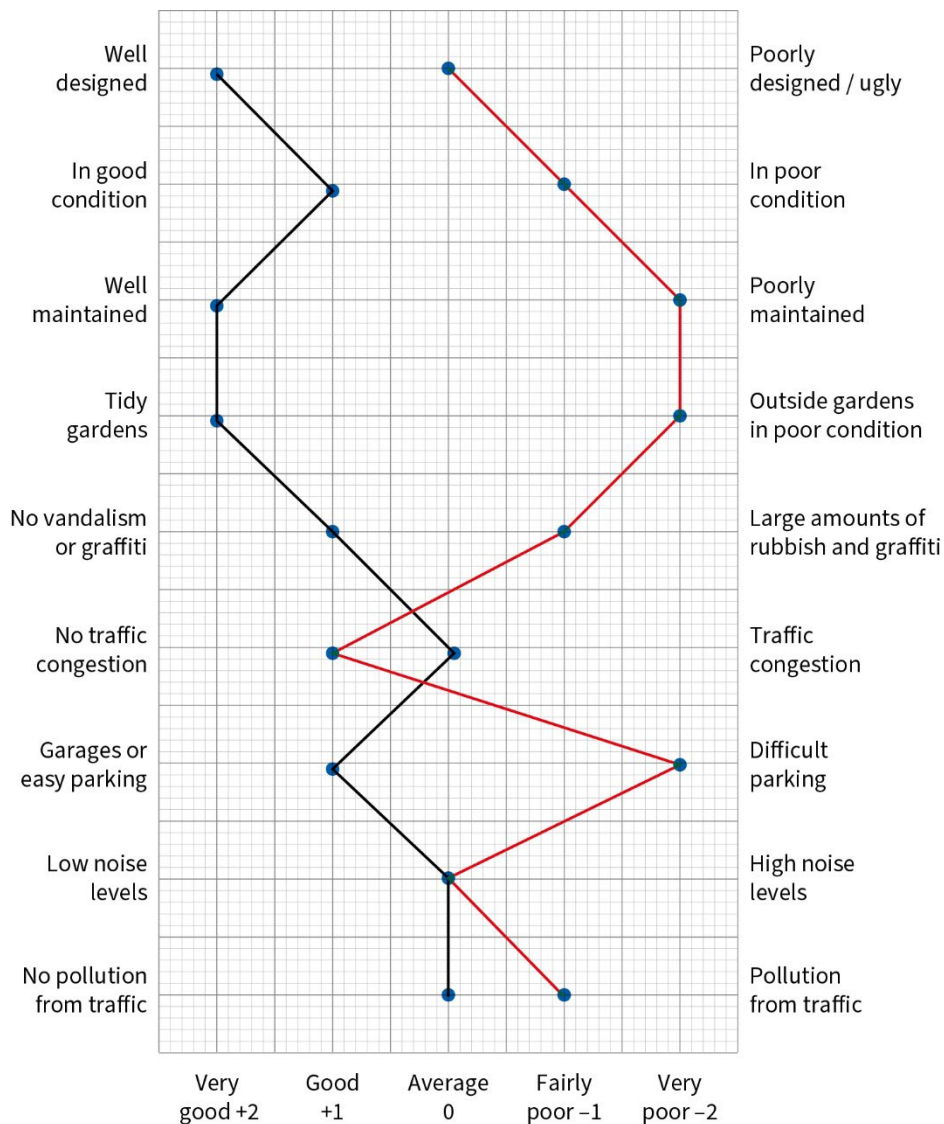 Well
designed
Poorly
designed / ugly
In good
condition
In poor
condition
Well
maintained
Poorly
maintained
Tidy
gardens
Outside gardens
in poor condition
No vandalism
or graffiti
Large amounts of
rubbish and graffiti
No traffic
congestion
Traffic
congestion
Garages or
easy parking
Difficult
parking
Low noise
levels
High noise
levels
No pollution
from traffic
Pollution
from traffic
Very
good +2
Good
+1
Average
0
Fairly
poor –1
Very
poor –2